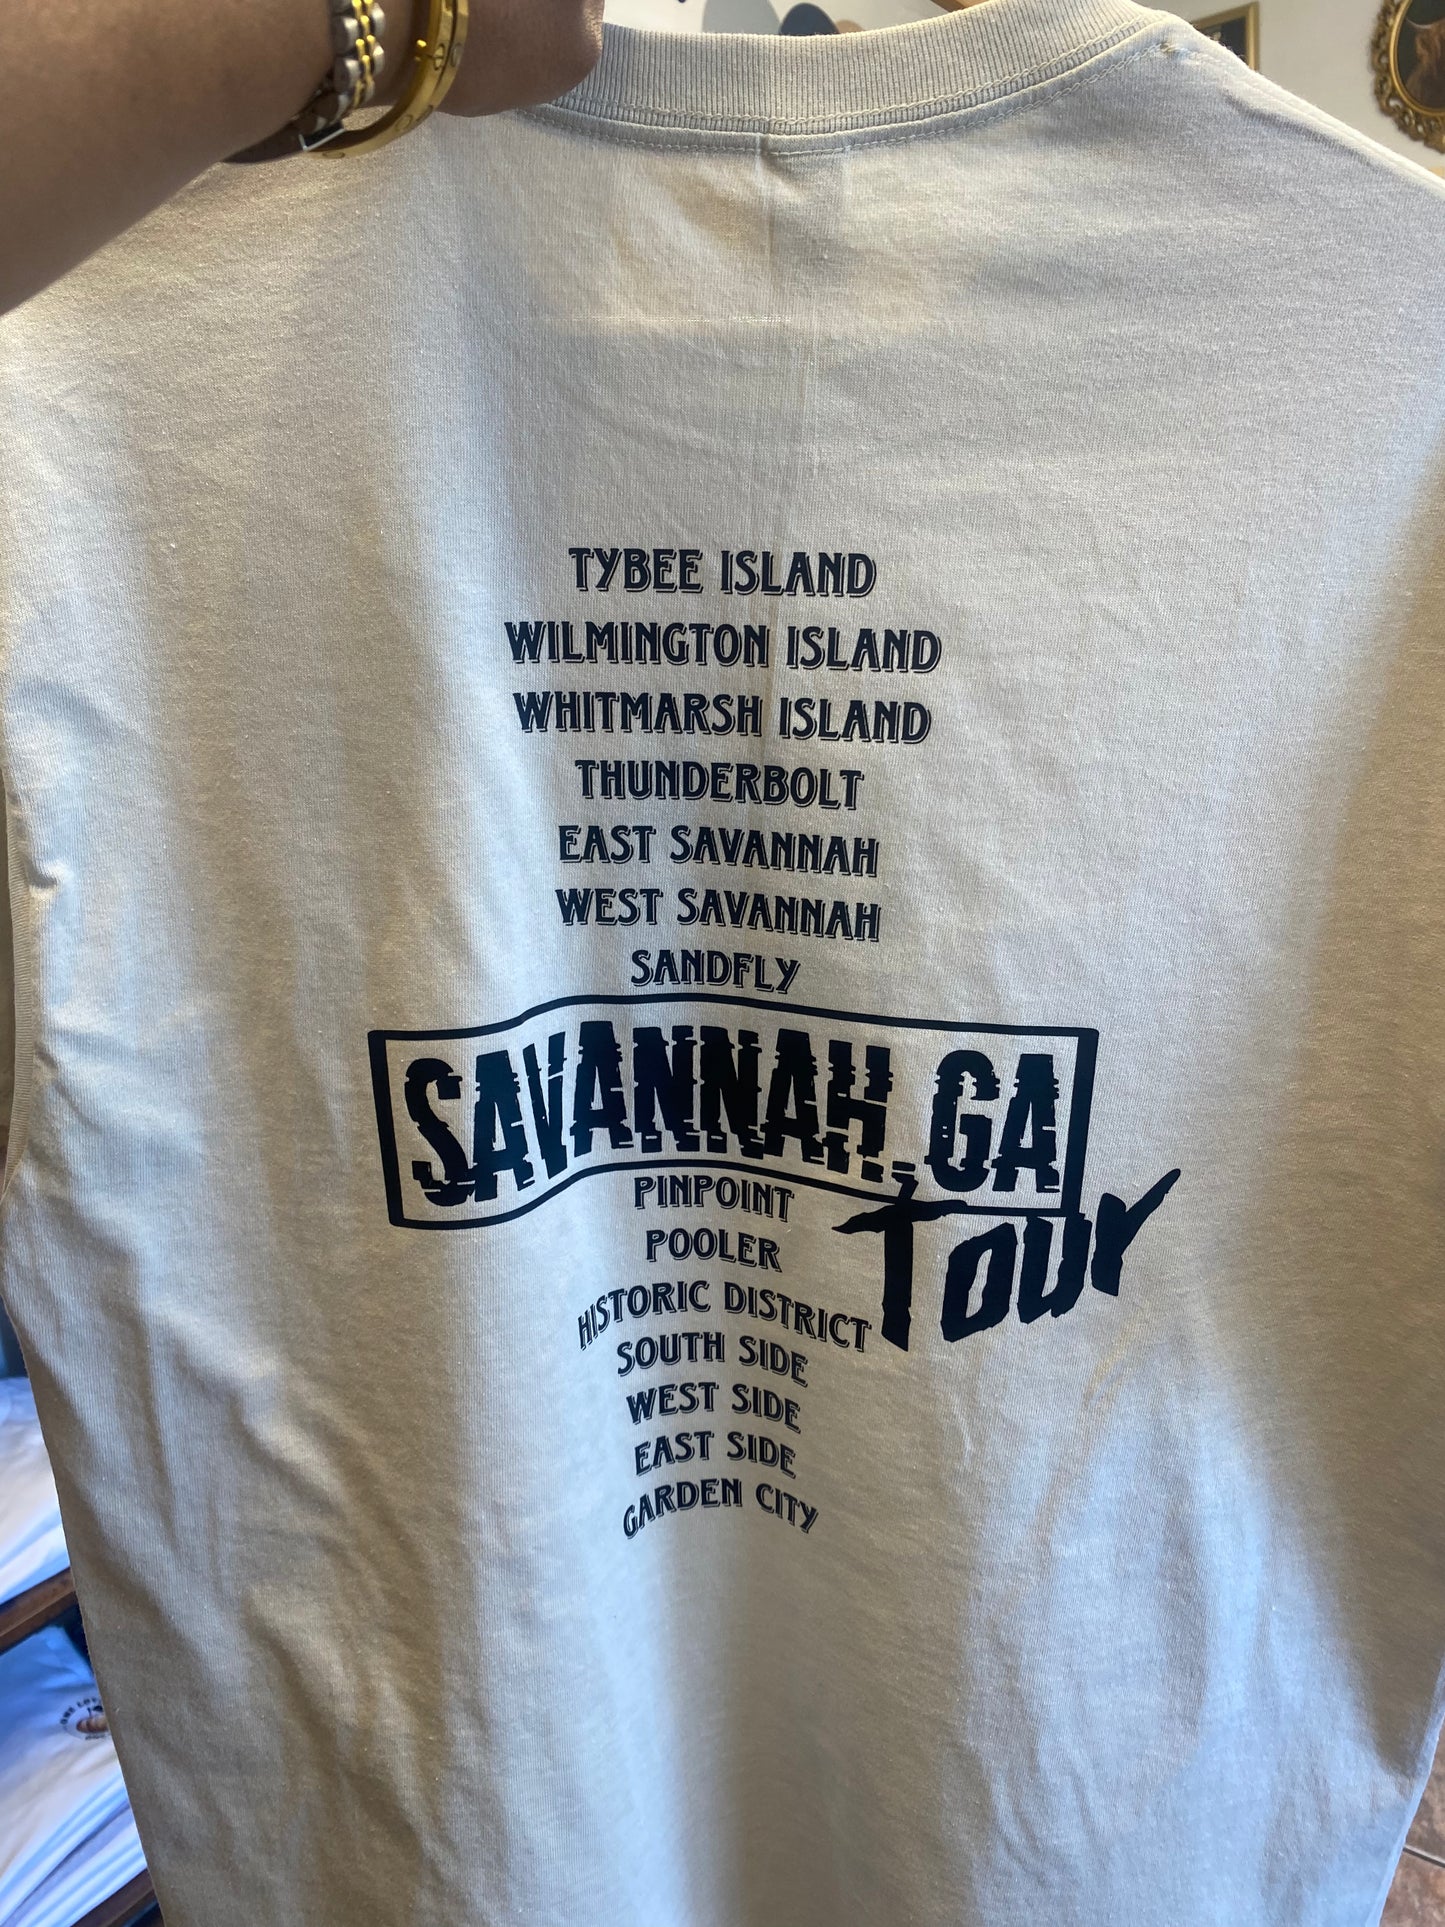 TYBEE ISLAND
WILMINGTON ISLAND
WHITMARSH ISLAND
THUNDERBOLT
EAST SAVANNAH
WEST SAVANNAH
SANDFLY
SAVANNAH, GA
TOUR
PINPOINT
POOLER
HISTORIC DISTRICT
SOUTH SIDE
WEST SIDE
EAST SIDE
GARDEN CITY